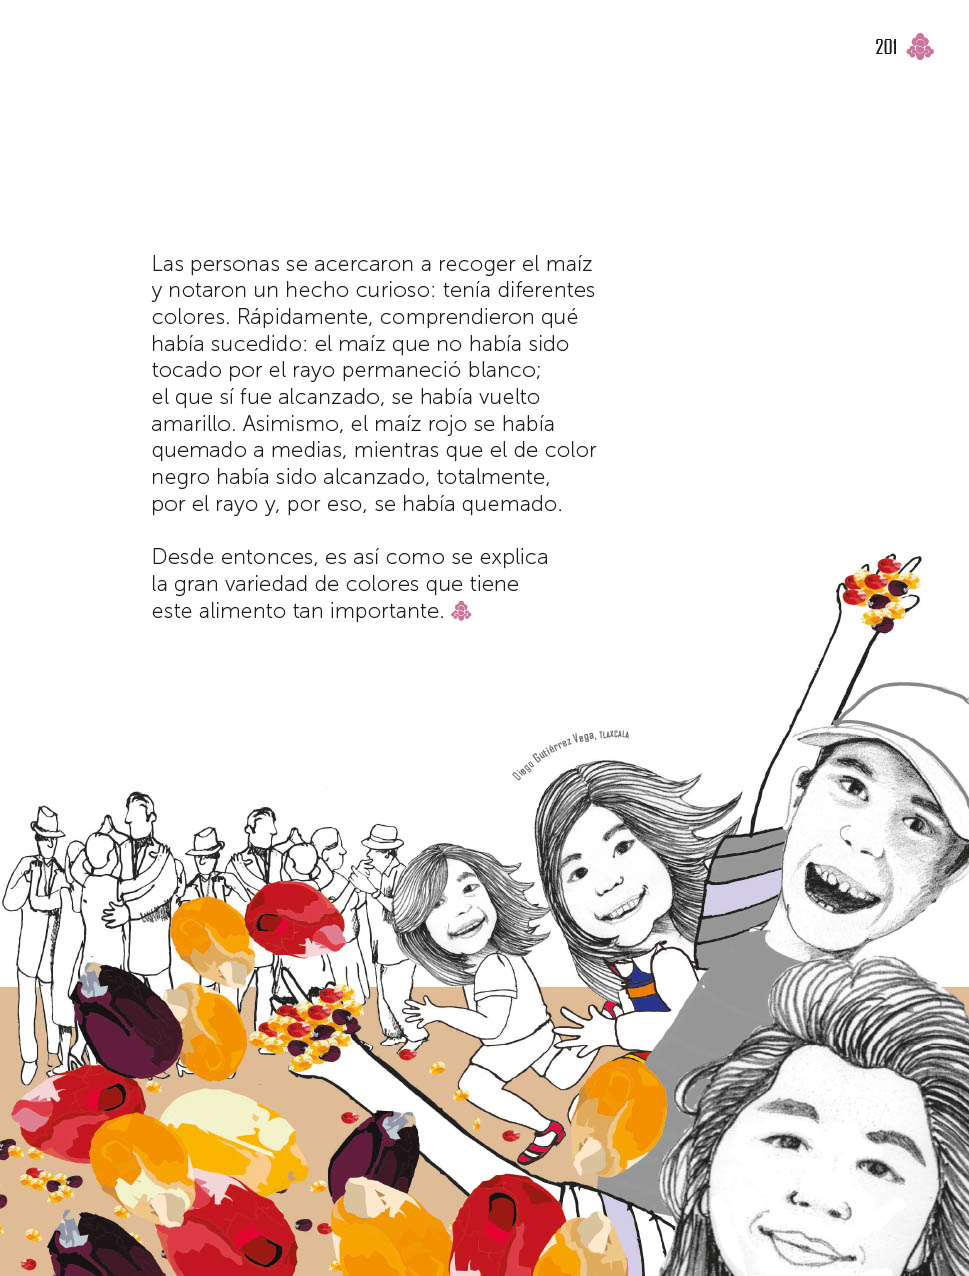 201
Las personas se acercaron a recoger el maíz
y notaron un hecho curioso: tenía diferentes
colores. Rápidamente, comprendieron qué
había sucedido: el maíz que no había sido
tocado por el rayo permaneció blanco;
el que sí fue alcanzado, se había vuelto
amarillo. Asimismo, el maíz rojo se había
quemado a medias, mientras que el de color
negro había sido alcanzado, totalmente,
por el rayo y, por eso, se había quemado.
Desde entonces, es así como se explica
la gran variedad de colores que tiene
este alimento tan importante.
Diego Gutiérrez Vega, TLAXCALA